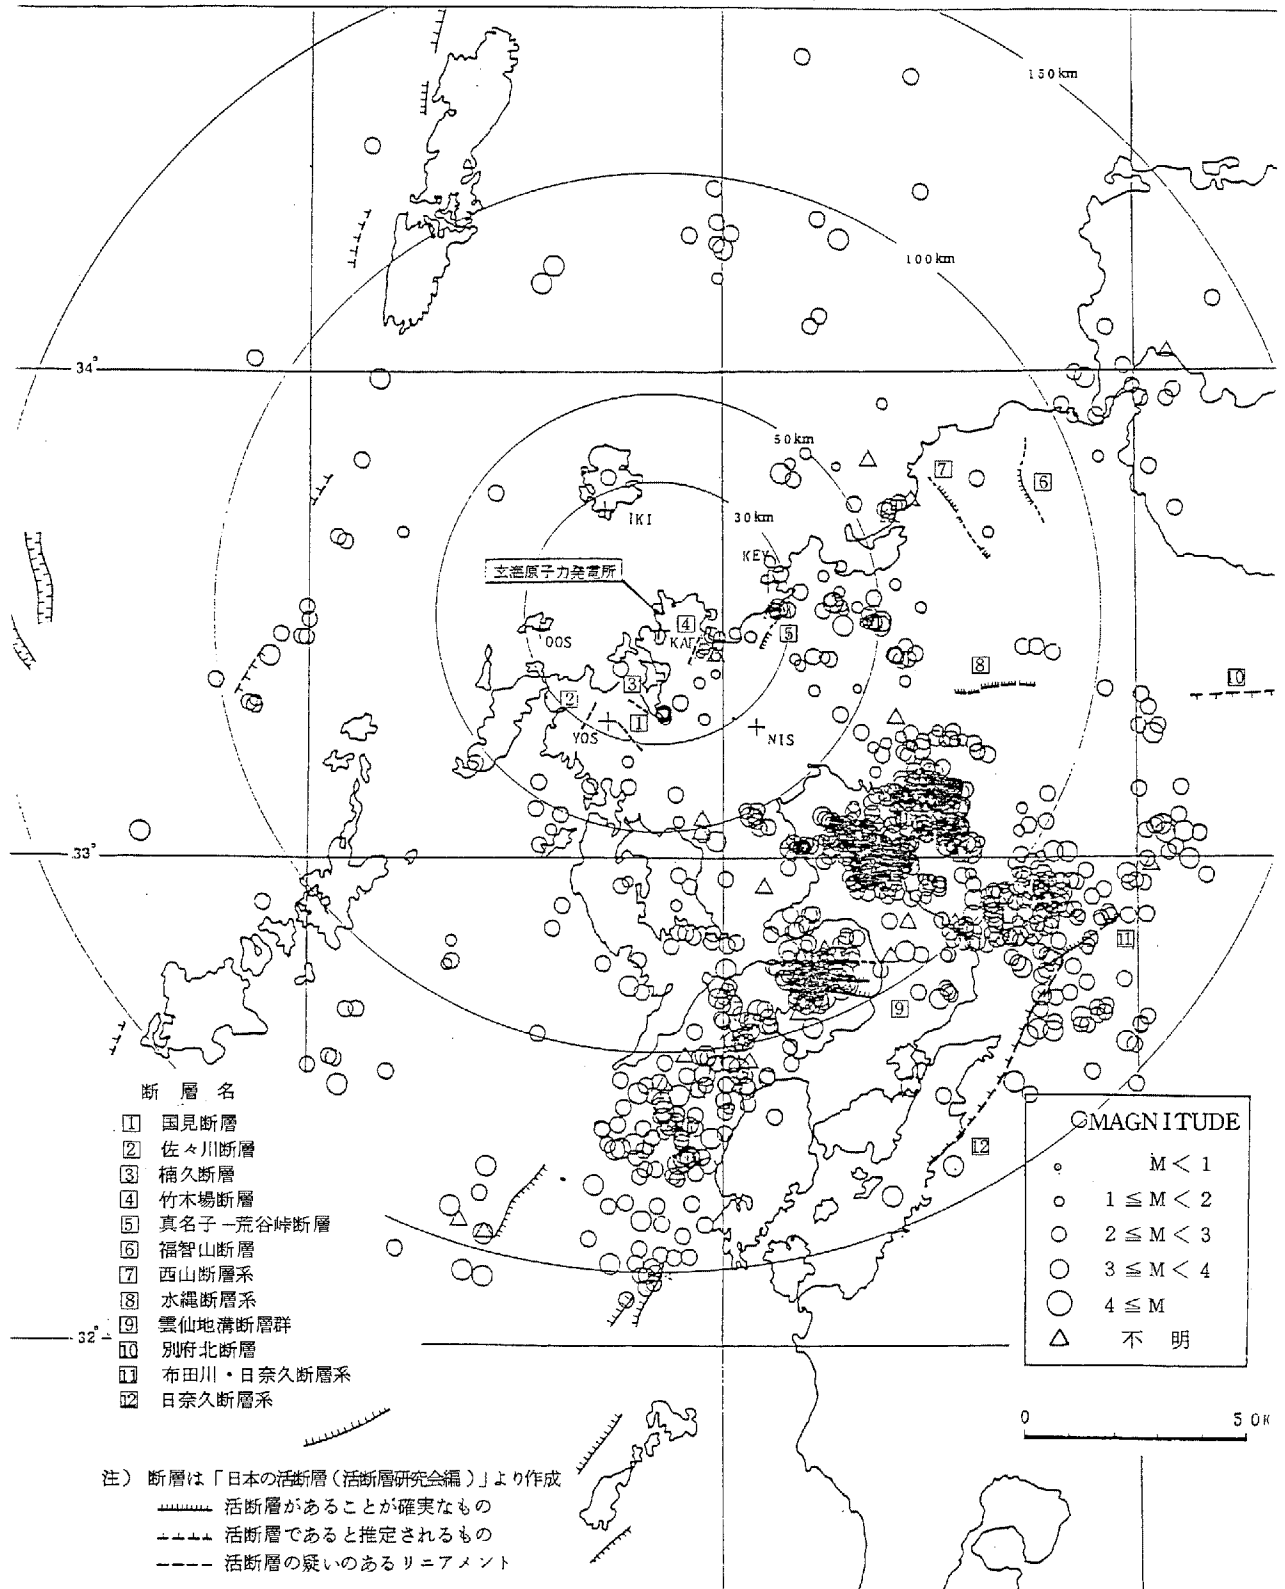 150km
100km
34°
50km
7
6
IKI
30km
KEY
玄海原子力発電所
4
OOS
5
3
8
10
2
1
YOS
NIS
33°
11
9
断層名
1 国見断層
2 佐々川断層
3 楠久断層
4 竹木場断層
5 真名子-荒谷峠断層
6 福智山断層
7 西山断層系
8 水縄断層系
9 雲仙地溝断層群
10 別府北断層
11 布田川・日奈久断層系
12 日奈久断層系
12
MAGNITUDE
M < 1
1 ≦ M < 2
2 ≦ M < 3
3 ≦ M < 4
4 ≦ M
不明
32°
0 50K
注) 断層は「日本の活断層(活断層研究会編)」より作成
活断層があることが確実なもの
活断層であると推定されるもの
活断層の疑いのあるリニアメント